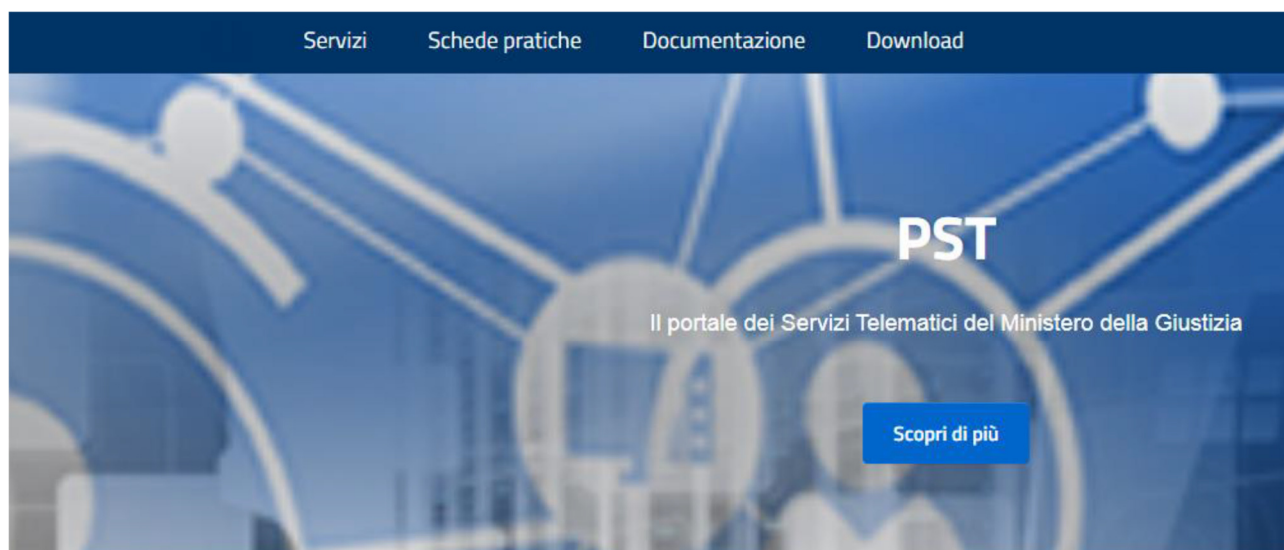 Servizi Schede pratiche Documentazione Download
PST
Il portale dei Servizi Telematici del Ministero della Giustizia
Scopri di più